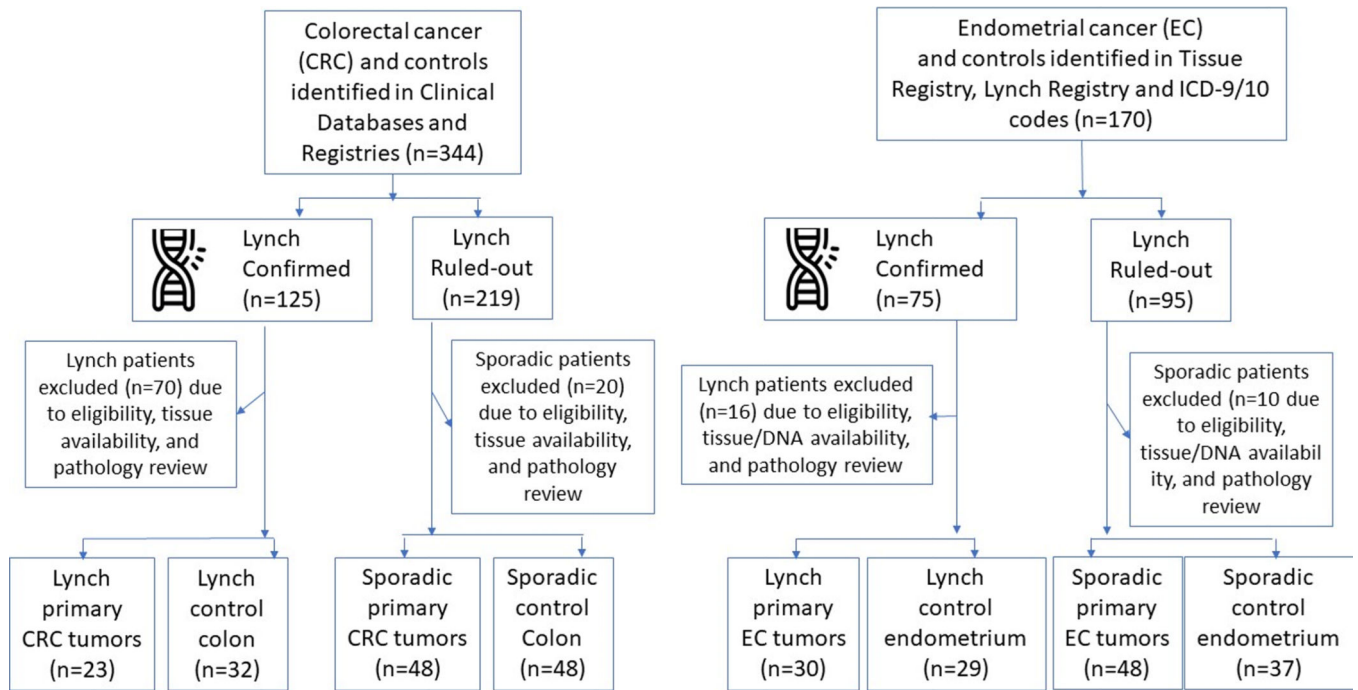 Colorectal cancer
(CRC) and controls
identified in Clinical
Databases and
Registries (n=344)
Endometrial cancer (EC)
and controls identified in Tissue
Registry, Lynch Registry and ICD-9/10
codes (n=170)
Lynch
Confirmed
(n=125)
Lynch
Ruled-out
(n=219)
Lynch
Confirmed
(n=75)
Lynch
Ruled-out
(n=95)
Lynch patients
excluded (n=70) due
to eligibility, tissue
availability, and
pathology review
Sporadic patients
excluded (n=20)
due to eligibility,
tissue availability,
and pathology
review
Lynch patients excluded
(n=16) due to eligibility,
tissue/DNA availability,
and pathology review
Sporadic patients
excluded (n=10 due
to eligibility,
tissue/DNA availabil
ity, and pathology
review
Lynch
primary
CRC tumors
(n=23)
Lynch
control
colon
(n=32)
Sporadic
primary
CRC tumors
(n=48)
Sporadic
control
Colon
(n=48)
Lynch
primary
EC tumors
(n=30)
Lynch
control
endometrium
(n=29)
Sporadic
primary
EC tumors
(n=48)
Sporadic
control
endometrium
(n=37)